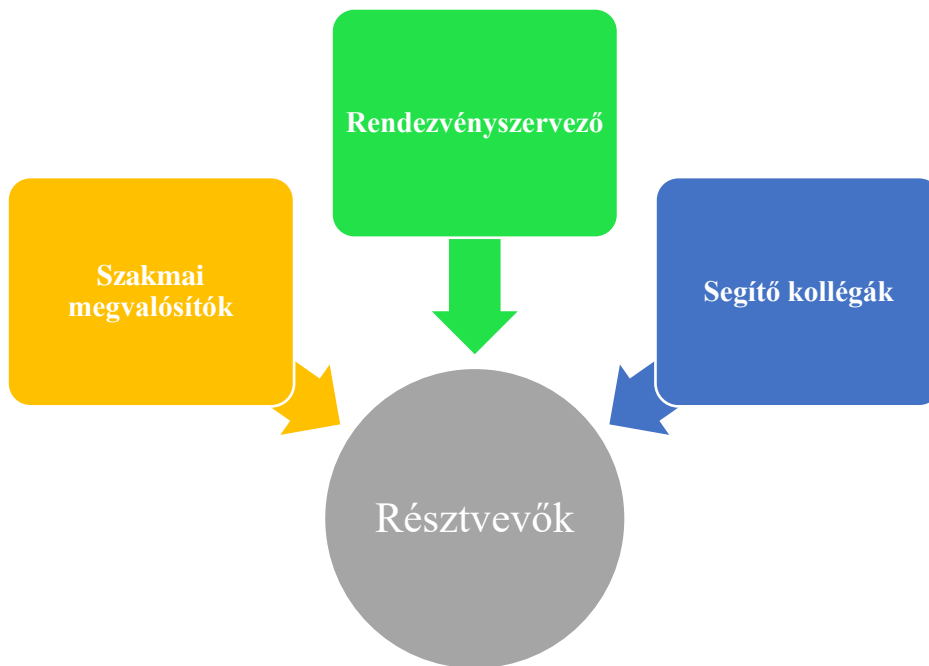 Rendezvényszervező
Szakmai
megvalósítók
Segítő kollégák
Résztvevők